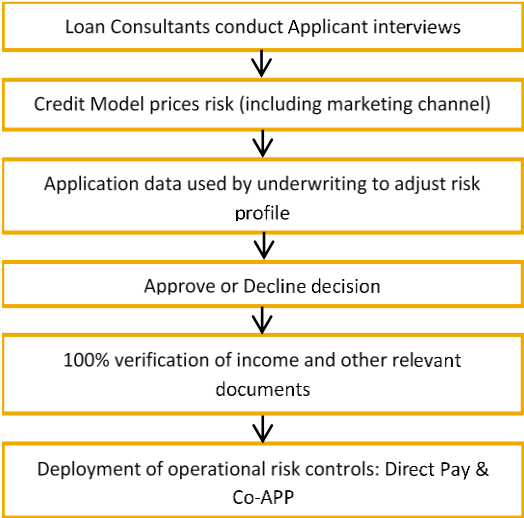 Loan Consultants conduct Applicant interviews
Credit Model prices risk (including marketing channel)
Application data used by underwriting to adjust risk
profile
Approve or Decline decision
100% verification of income and other relevant
documents
Deployment of operational risk controls: Direct Pay &
Co-APP